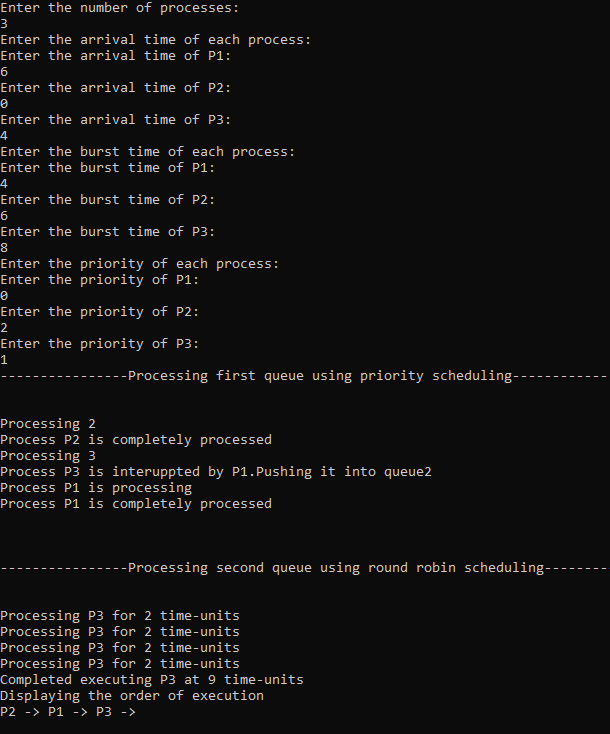 Enter the number of processes:
3
Enter the arrival time of each process:
Enter the arrival time of P1:
6
Enter the arrival time of P2:
0
Enter the arrival time of P3:
4
Enter the burst time of each process:
Enter the burst time of P1:
4
Enter the burst time of P2:
6
Enter the burst time of P3:
8
Enter the priority of each process:
Enter the priority of P1:
0
Enter the priority of P2:
2
Enter the priority of P3:
1
----------------Processing first queue using priority scheduling------------
Processing 2
Process P2 is completely processed
Processing 3
Process P3 is interuppted by P1.Pushing it into queue2
Process P1 is processing
Process P1 is completely processed
----------------Processing second queue using round robin scheduling--------
Processing P3 for 2 time-units
Processing P3 for 2 time-units
Processing P3 for 2 time-units
Processing P3 for 2 time-units
Completed executing P3 at 9 time-units
Displaying the order of execution
P2 -> P1 -> P3 ->